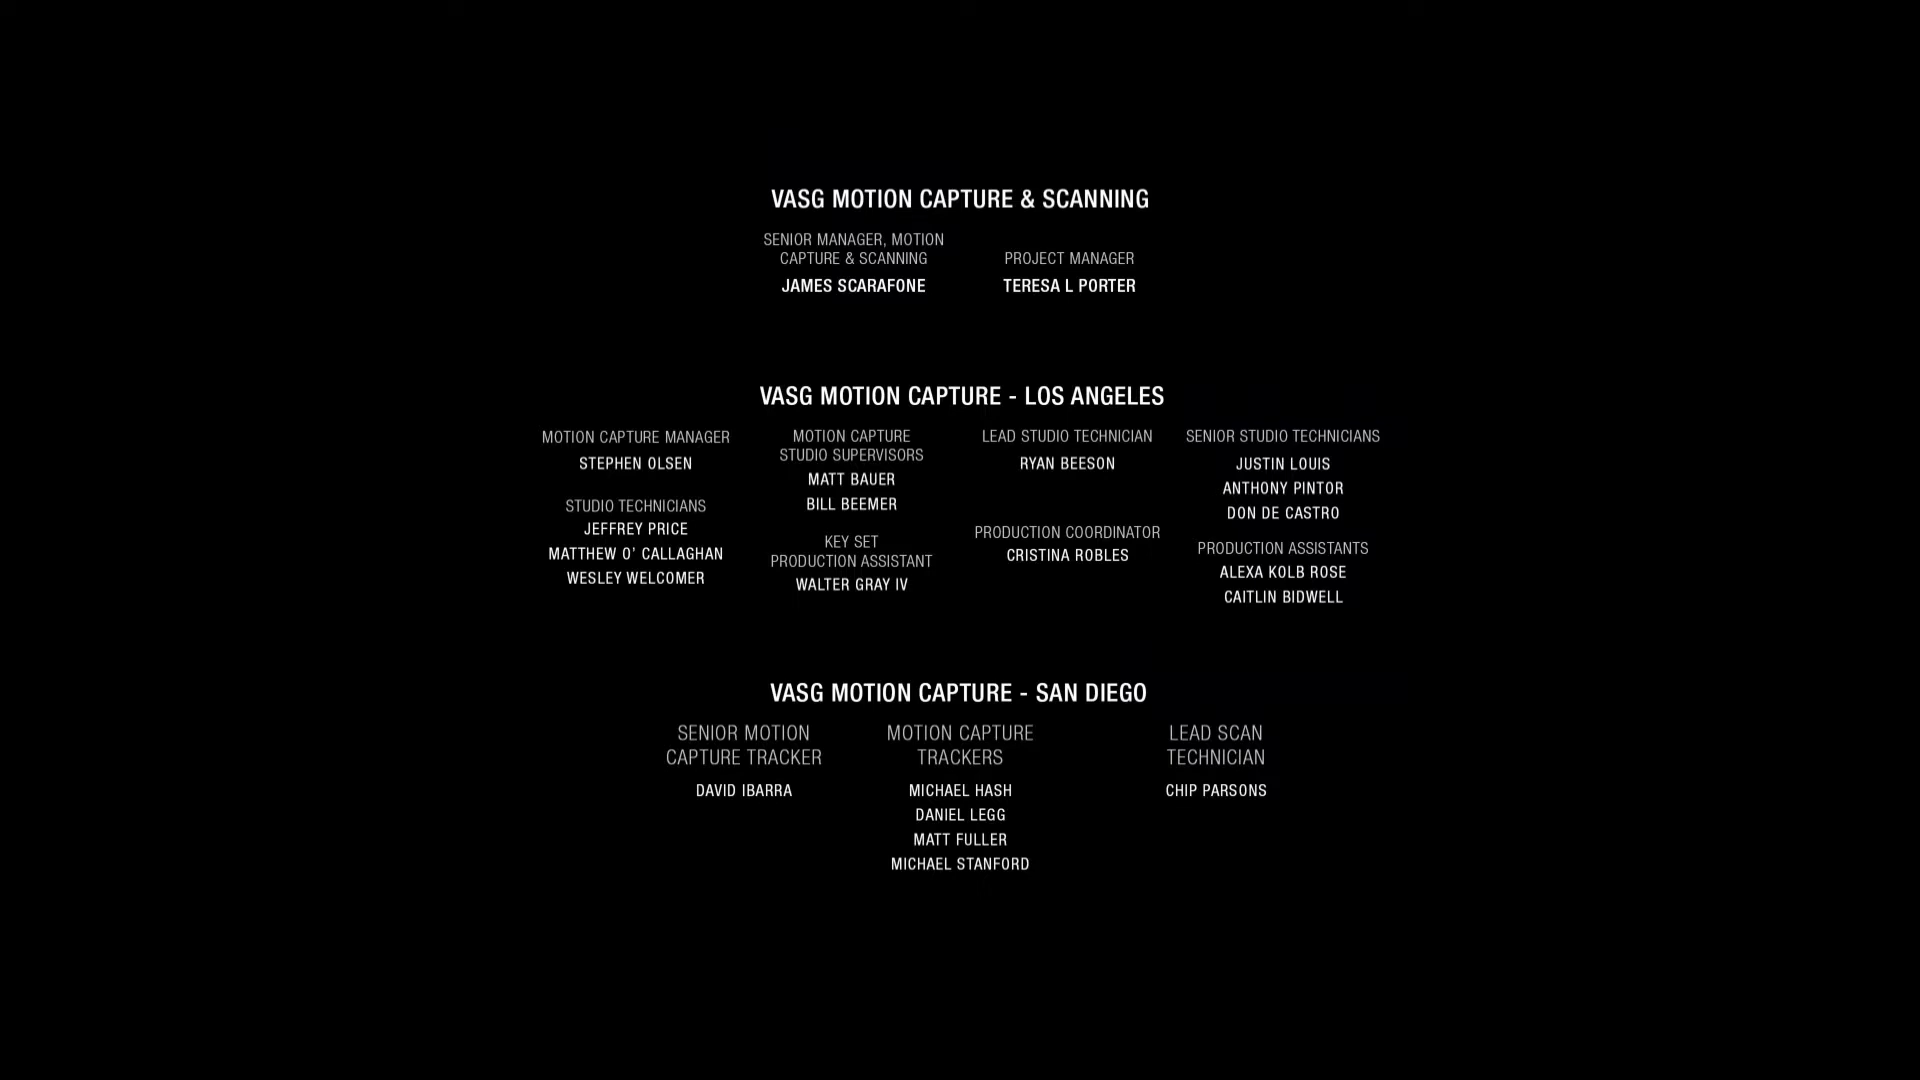 VASG MOTION CAPTURE & SCANNING
SENIOR MANAGER, MOTION
CAPTURE & SCANNING
JAMES SCARAFONE
PROJECT MANAGER
TERESA L PORTER
VASG MOTION CAPTURE - LOS ANGELES
MOTION CAPTURE MANAGER
STEPHEN OLSEN
MOTION CAPTURE
STUDIO SUPERVISORS
MATT BAUER
BILL BEEMER
LEAD STUDIO TECHNICIAN
RYAN BEESON
SENIOR STUDIO TECHNICIANS
JUSTIN LOUIS
ANTHONY PINTOR
DON DE CASTRO
STUDIO TECHNICIANS
JEFFREY PRICE
MATTHEW O' CALLAGHAN
WESLEY WELCOMER
KEY SET
PRODUCTION ASSISTANT
WALTER GRAY IV
PRODUCTION COORDINATOR
CRISTINA ROBLES
PRODUCTION ASSISTANTS
ALEXA KOLB ROSE
CAITLIN BIDWELL
VASG MOTION CAPTURE - SAN DIEGO
SENIOR MOTION
CAPTURE TRACKER
DAVID IBARRA
MOTION CAPTURE
TRACKERS
MICHAEL HASH
DANIEL LEGG
MATT FULLER
MICHAEL STANFORD
LEAD SCAN
TECHNICIAN
CHIP PARSONS